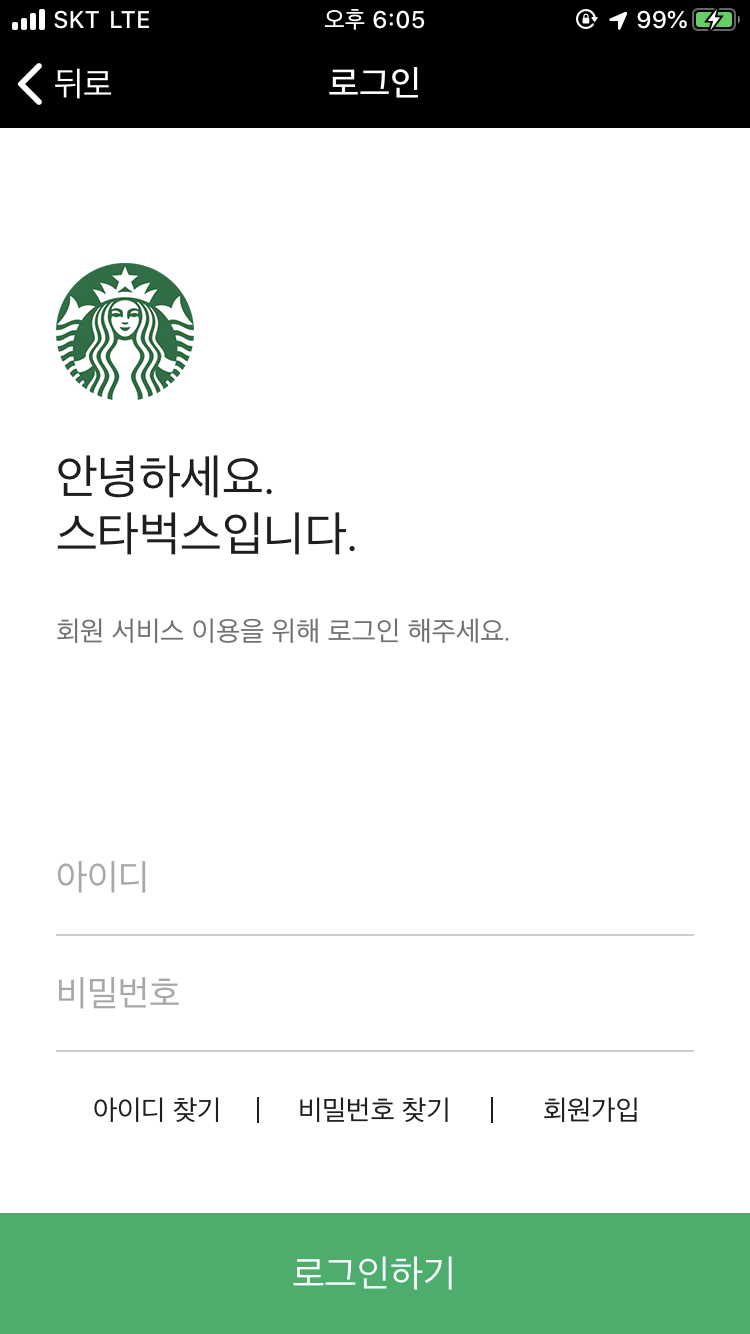 SKT LTE 오후 6:05 99%
뒤로 로그인
안녕하세요.
스타벅스입니다.
회원 서비스 이용을 위해 로그인 해주세요.
아이디
비밀번호
아이디 찾기 | 비밀번호 찾기 | 회원가입
로그인하기